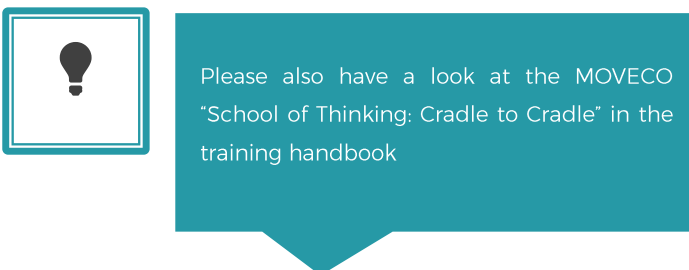 Please also have a look at the MOVECO
“School of Thinking: Cradle to Cradle” in the
training handbook